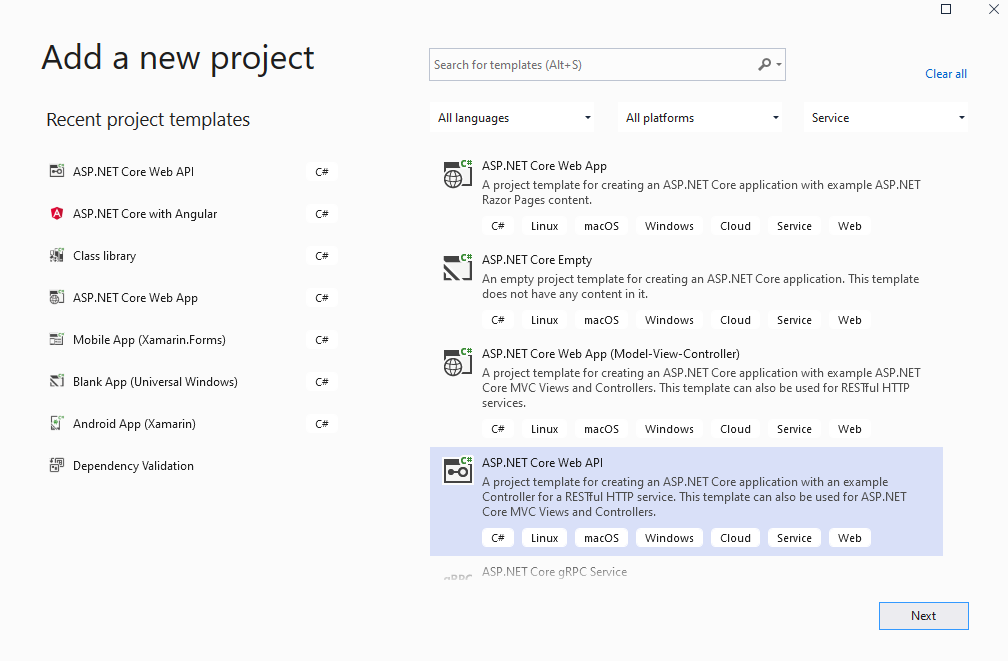 Add a new project
Search for templates (Alt+S)
Clear all
Recent project templates
All languages
All platforms
Service
ASP.NET Core Web API
C#
ASP.NET Core with Angular
C#
Class library
C#
ASP.NET Core Web App
C#
Mobile App (Xamarin.Forms)
C#
Blank App (Universal Windows)
C#
Android App (Xamarin)
C#
Dependency Validation
C#
ASP.NET Core Web App
A project template for creating an ASP.NET Core application with example ASP.NET
Razor Pages content.
C# Linux macOS Windows Cloud Service Web
C#
ASP.NET Core Empty
An empty project template for creating an ASP.NET Core application. This template
does not have any content in it.
C# Linux macOS Windows Cloud Service Web
C#
ASP.NET Core Web App (Model-View-Controller)
A project template for creating an ASP.NET Core application with example ASP.NET
Core MVC Views and Controllers. This template can also be used for RESTful HTTP
services.
C# Linux macOS Windows Cloud Service Web
C#
ASP.NET Core Web API
A project template for creating an ASP.NET Core application with an example
Controller for a RESTful HTTP service. This template can also be used for ASP.NET
Core MVC Views and Controllers.
C# Linux macOS Windows Cloud Service Web
gRPC
ASP.NET Core gRPC Service
Next